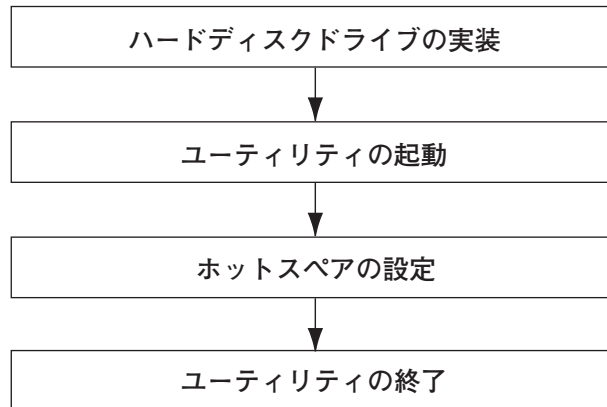 ハードディスクドライブの実装
ユーティリティの起動
ホットスペアの設定
ユーティリティの終了